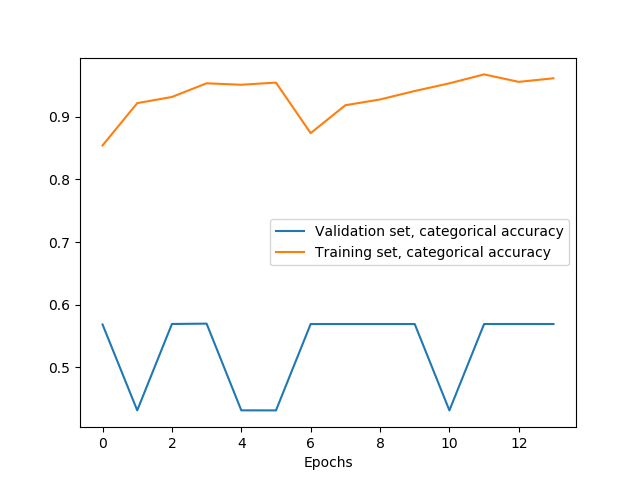 0.9
0.8
0.7
0.6
0.5
Validation set, categorical accuracy
Training set, categorical accuracy
0 2 4 6 8 10 12
Epochs